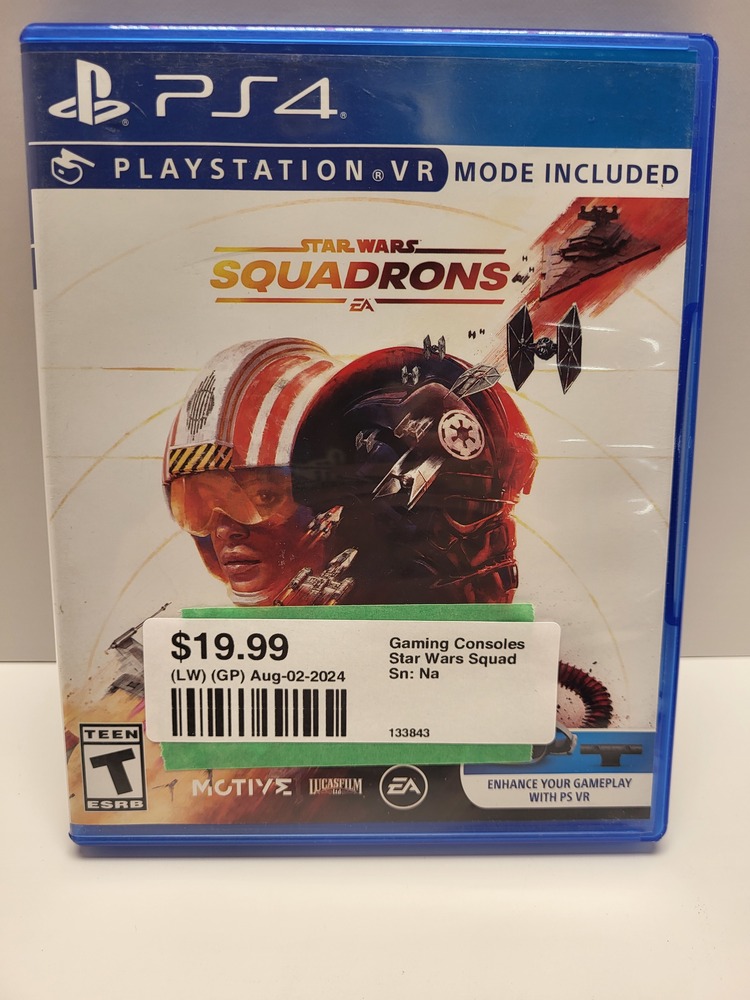 PS4
PLAYSTATION®VR MODE INCLUDED
STAR WARS
SQUADRONS
EA
$19.99
(LW) (GP) Aug-02-2024
Gaming Consoles
Star Wars Squad
Sn: Na
133843
TEEN
T
ESRB
MOTIVE
LUCASFILM
EA
ENHANCE YOUR GAMEPLAY
WITH PS VR